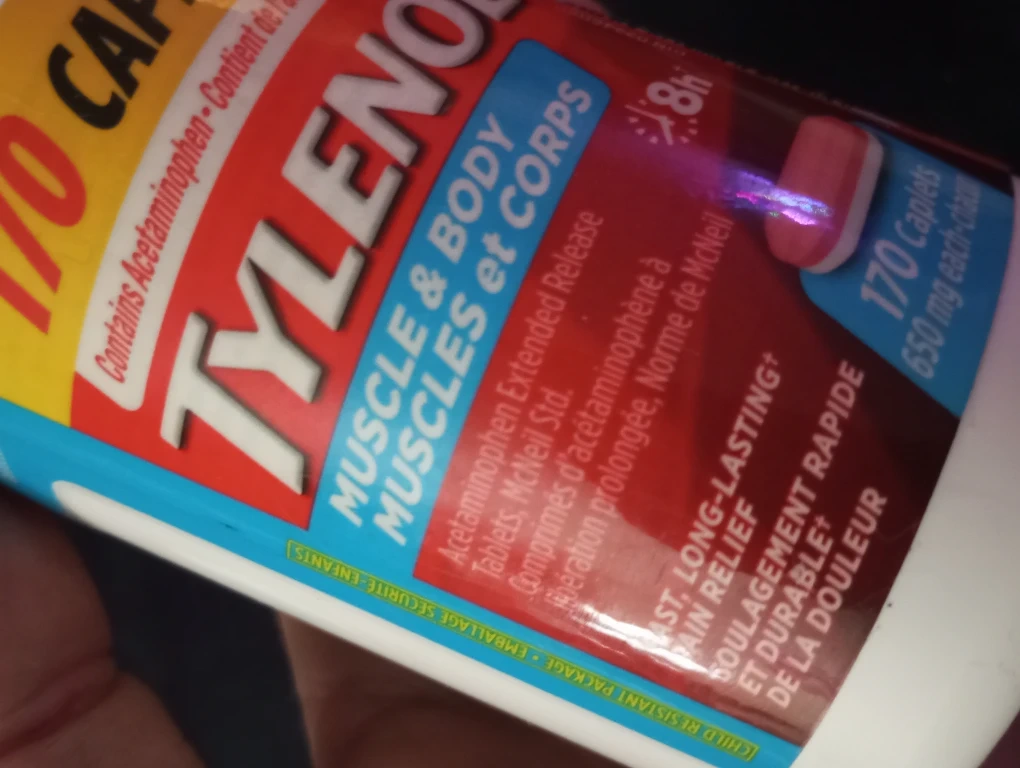 170 CAP
Contains Acetaminophen • Contient de l'a
TYLENOL
MUSCLE & BODY
MUSCLES et CORPS
8h
Acetaminophen Extended Release
Tablets, McNeil Std.
Comprimés d'acétaminophène à
libération prolongée, Norme de McNeil
170 Caplets
650 mg each-chacun
FAST, LONG-LASTING†
PAIN RELIEF
SOULAGEMENT RAPIDE
ET DURABLE†
DE LA DOULEUR
CHILD RESISTANT PACKAGE • EMBALLAGE SÉCURITÉ-ENFANTS